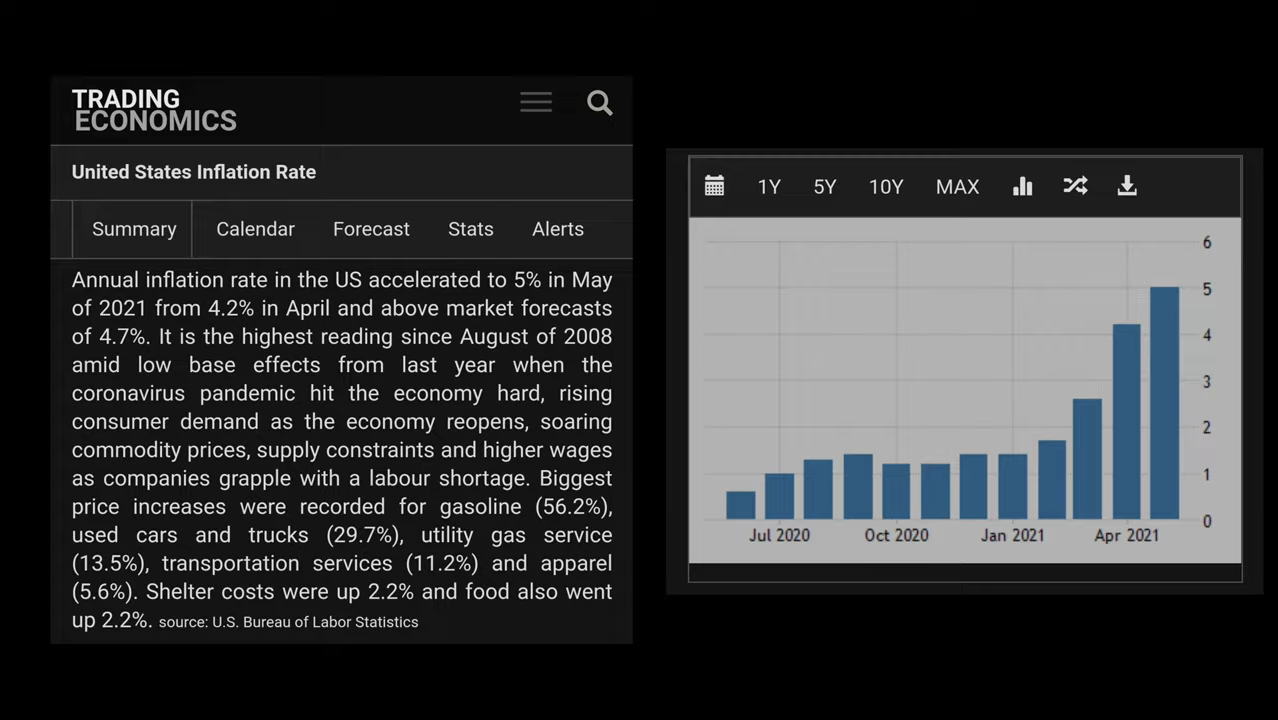 TRADING
ECONOMICS
United States Inflation Rate
Summary Calendar Forecast Stats Alerts
Annual inflation rate in the US accelerated to 5% in May
of 2021 from 4.2% in April and above market forecasts
of 4.7%. It is the highest reading since August of 2008
amid low base effects from last year when the
coronavirus pandemic hit the economy hard, rising
consumer demand as the economy reopens, soaring
commodity prices, supply constraints and higher wages
as companies grapple with a labour shortage. Biggest
price increases were recorded for gasoline (56.2%),
used cars and trucks (29.7%), utility gas service
(13.5%), transportation services (11.2%) and apparel
(5.6%). Shelter costs were up 2.2% and food also went
up 2.2%. source: U.S. Bureau of Labor Statistics
1Y 5Y 10Y MAX
6
5
4
3
2
1
0
Jul 2020 Oct 2020 Jan 2021 Apr 2021